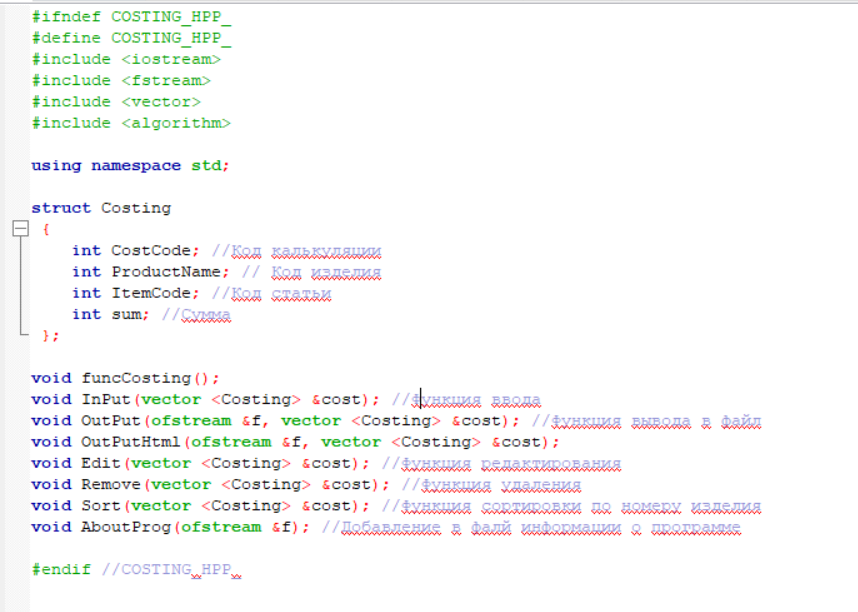 #ifndef COSTING_HPP_
#define COSTING_HPP_
#include <iostream>
#include <fstream>
#include <vector>
#include <algorithm>
using namespace std;
struct Costing
{
int CostCode; //Код калькуляции
int ProductName; // Код изделия
int ItemCode; //Код статьи
int sum; //Сумма
};
void funcCosting();
void InPut(vector <Costing> &cost); //функция ввода
void OutPut(ofstream &f, vector <Costing> &cost); //функция вывода в файл
void OutPutHtml(ofstream &f, vector <Costing> &cost);
void Edit(vector <Costing> &cost); //функция редактирования
void Remove(vector <Costing> &cost); //функция удаления
void Sort(vector <Costing> &cost); //функция сортировки по номеру изделия
void AboutProg(ofstream &f); //Добавление в фалй информации о программе
#endif //COSTING_HPP_